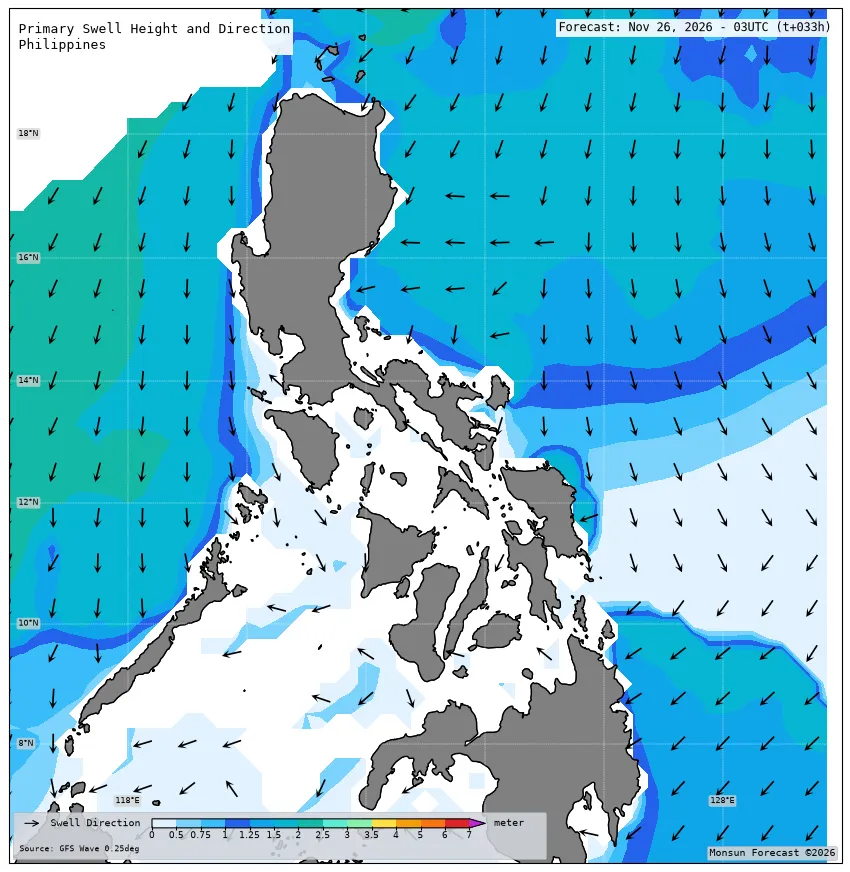 Primary Swell Height and Direction
Philippines
Forecast: Nov 26, 2026 - 03UTC (t+033h)
18°N
16°N
14°N
12°N
10°N
8°N
118°E
128°E
Swell Direction
0 0.5 0.75 1 1.25 1.5 2 2.5 3 3.5 4 5 6 7
meter
Source: GFS Wave 0.25deg
Monsun Forecast ©2026